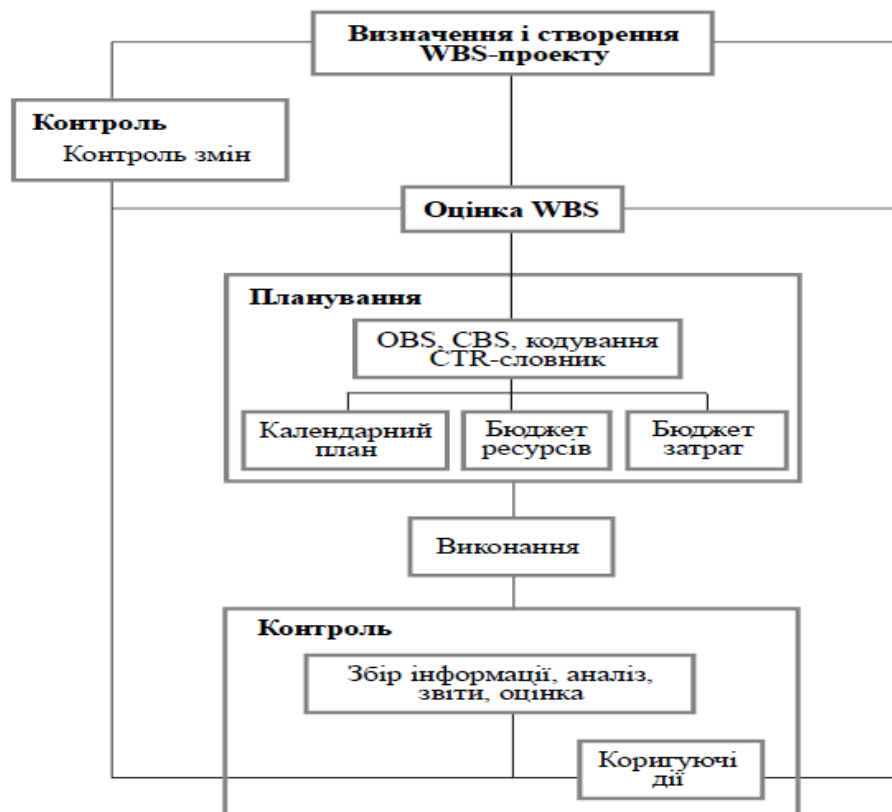 Визначення і створення
WBS-проекту
Контроль
Контроль змін
Оцінка WBS
Планування
OBS, CBS, кодування
CTR-словник
Календарний
план
Бюджет
ресурсів
Бюджет
затрат
Виконання
Контроль
Збір інформації, аналіз,
звіти, оцінка
Коригуючі
дії